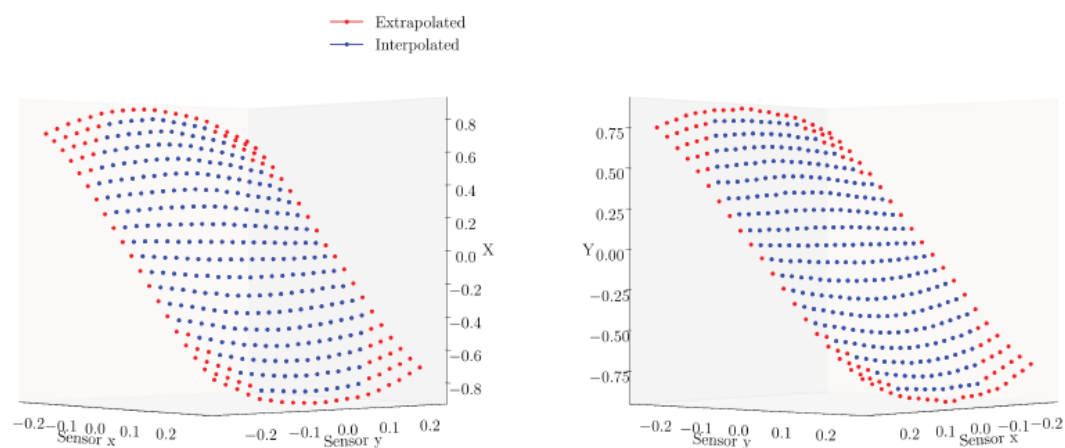 Extrapolated
Interpolated
0.8
0.6
0.4
0.2
0.0 X
−0.2
−0.4
−0.6
−0.8
−0.2 −0.1 0.0 0.1 0.2
Sensor x
−0.2 −0.1 0.0 0.1 0.2
Sensor y
0.75
0.50
0.25
Y 0.00
−0.25
−0.50
−0.75
−0.2 −0.1 0.0 0.1 0.2
Sensor y
0.2 0.1 0.0 −0.1 −0.2
Sensor x